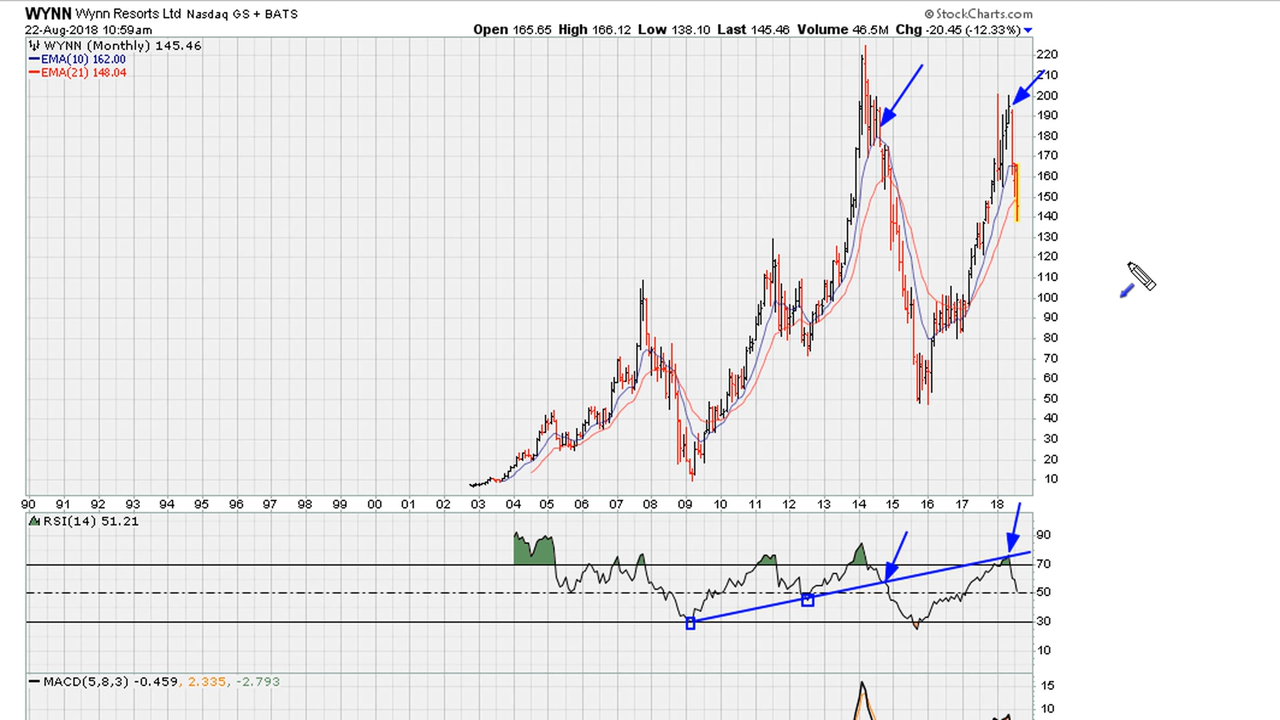 WYNN Wynn Resorts Ltd Nasdaq GS + BATS
© StockCharts.com
22-Aug-2018 10:59am
Open 165.65 High 166.12 Low 138.10 Last 145.46 Volume 46.5M Chg -20.45 (-12.33%)
WYNN (Monthly) 145.46
EMA(10) 162.00
EMA(21) 148.04
220
210
200
190
180
170
160
150
140
130
120
110
100
90
80
70
60
50
40
30
20
10
90 91 92 93 94 95 96 97 98 99 00 01 02 03 04 05 06 07 08 09 10 11 12 13 14 15 16 17 18
RSI(14) 51.21
90
70
50
30
10
MACD(5,8,3) -0.459, 2.335, -2.793
15
10